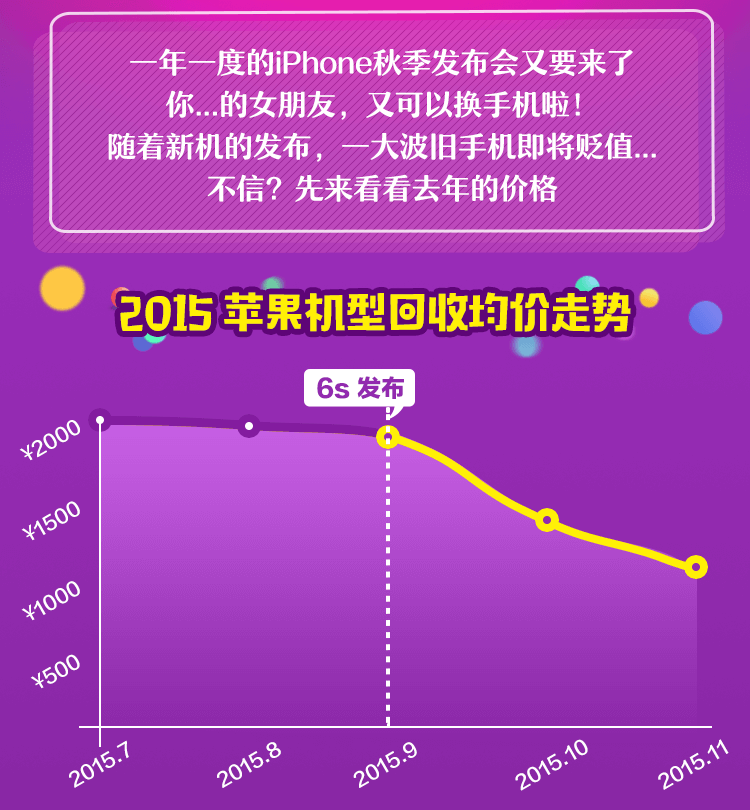 一年一度的iPhone秋季发布会又要来了
你...的女朋友，又可以换手机啦！
随着新机的发布，一大波旧手机即将贬值...
不信？先来看看去年的价格
2015 苹果机型回收均价走势
6s 发布
¥2000
¥1500
¥1000
¥500
2015.7
2015.8
2015.9
2015.10
2015.11